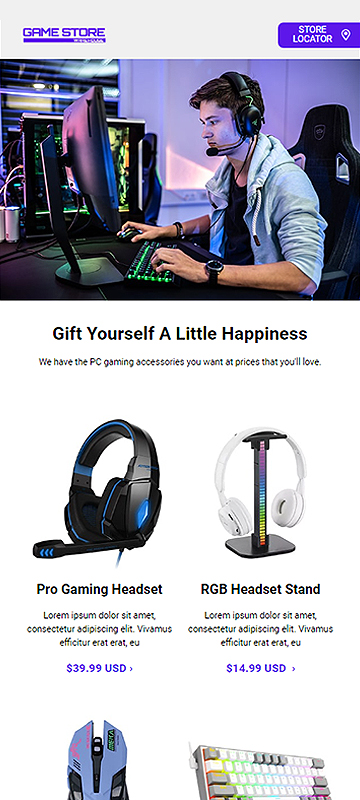 GAME STORE
STORE
LOCATOR
Gift Yourself A Little Happiness
We have the PC gaming accessories you want at prices that you'll love.
Pro Gaming Headset
RGB Headset Stand
Lorem ipsum dolor sit amet,
consectetur adipiscing elit. Vivamus
efficitur erat erat, eu
Lorem ipsum dolor sit amet,
consectetur adipiscing elit. Vivamus
efficitur erat erat, eu
$39.99 USD ›
$14.99 USD ›